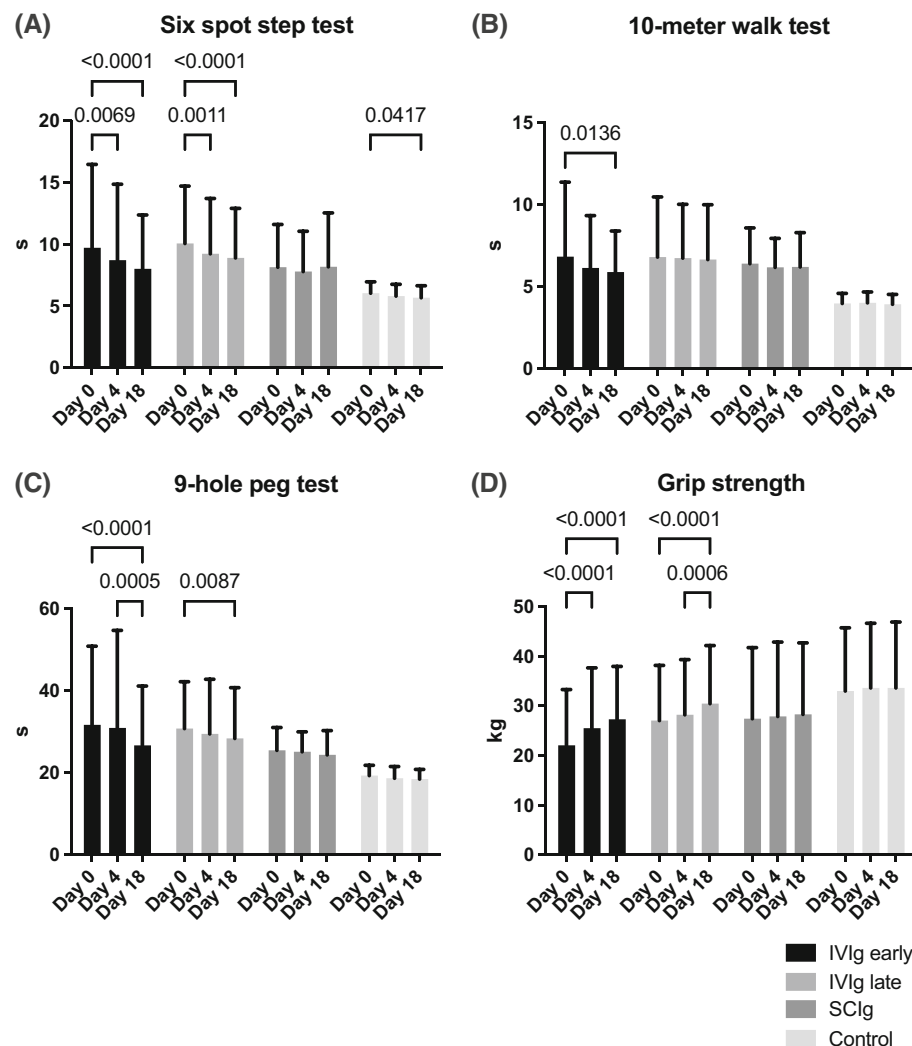 (A) Six spot step test
<0.0001 <0.0001
0.0069 0.0011 0.0417
20
15
10
5
0
s
Day 0 Day 4 Day 18 Day 0 Day 4 Day 18 Day 0 Day 4 Day 18 Day 0 Day 4 Day 18
(B) 10-meter walk test
0.0136
15
10
5
0
s
Day 0 Day 4 Day 18 Day 0 Day 4 Day 18 Day 0 Day 4 Day 18 Day 0 Day 4 Day 18
(C) 9-hole peg test
<0.0001
0.0005 0.0087
60
40
20
0
s
Day 0 Day 4 Day 18 Day 0 Day 4 Day 18 Day 0 Day 4 Day 18 Day 0 Day 4 Day 18
(D) Grip strength
<0.0001 <0.0001
<0.0001 0.0006
50
40
30
20
10
0
kg
Day 0 Day 4 Day 18 Day 0 Day 4 Day 18 Day 0 Day 4 Day 18 Day 0 Day 4 Day 18
IVIg early
IVIg late
SCIg
Control